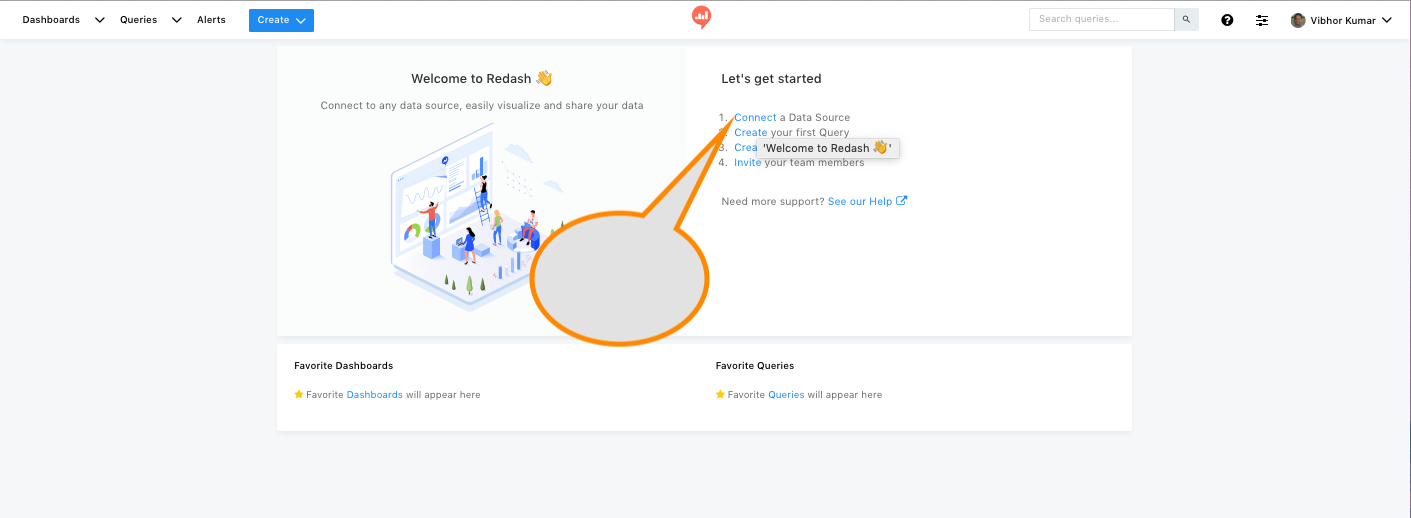 Dashboards Queries Alerts Create Search queries... Vibhor Kumar
Welcome to Redash 👋
Connect to any data source, easily visualize and share your data
Let's get started
1. Connect a Data Source
Create your first Query
3. Crea
'Welcome to Redash 👋'
4. Invite your team members
Need more support? See our Help
Favorite Dashboards
Favorite Dashboards will appear here
Favorite Queries
Favorite Queries will appear here